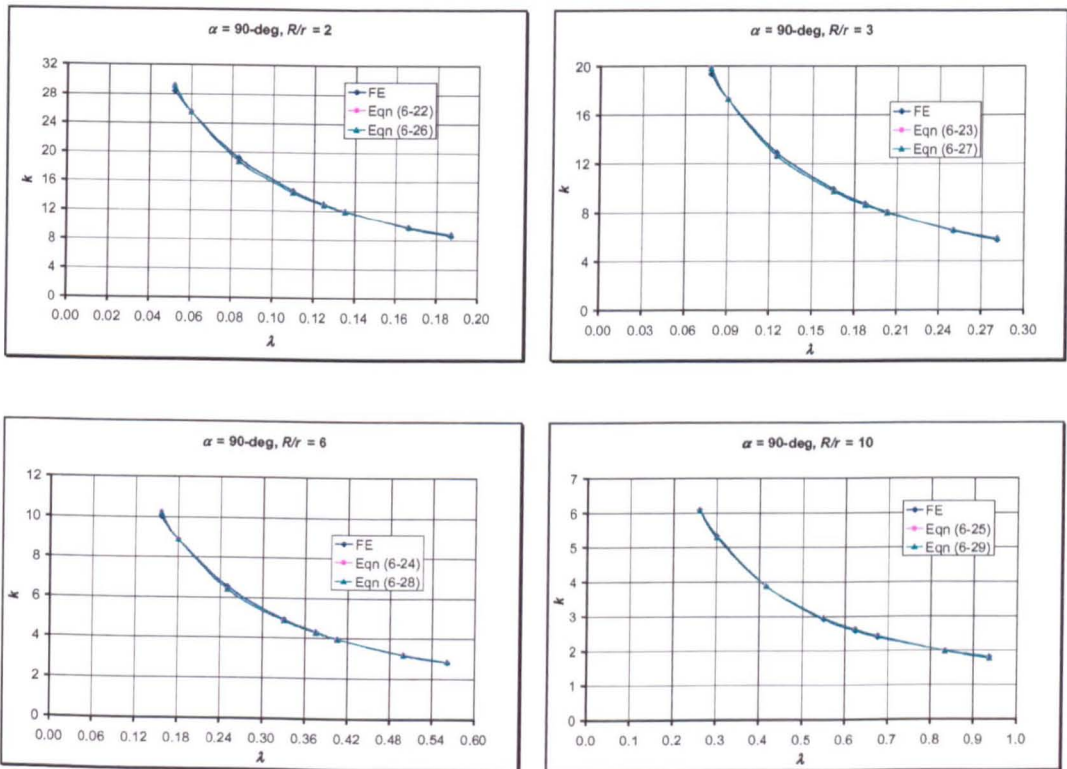 α = 90-deg, R/r = 2
32
28
24
20
16
12
8
4
0
k
FE
Eqn (6-22)
Eqn (6-26)
0.00 0.02 0.04 0.06 0.08 0.10 0.12 0.14 0.16 0.18 0.20
λ
α = 90-deg, R/r = 3
20
16
12
8
4
0
k
FE
Eqn (6-23)
Eqn (6-27)
0.00 0.03 0.06 0.09 0.12 0.15 0.18 0.21 0.24 0.27 0.30
λ
α = 90-deg, R/r = 6
12
10
8
6
4
2
0
k
FE
Eqn (6-24)
Eqn (6-28)
0.00 0.06 0.12 0.18 0.24 0.30 0.36 0.42 0.48 0.54 0.60
λ
α = 90-deg, R/r = 10
7
6
5
4
3
2
1
0
k
FE
Eqn (6-25)
Eqn (6-29)
0.0 0.1 0.2 0.3 0.4 0.5 0.6 0.7 0.8 0.9 1.0
λ